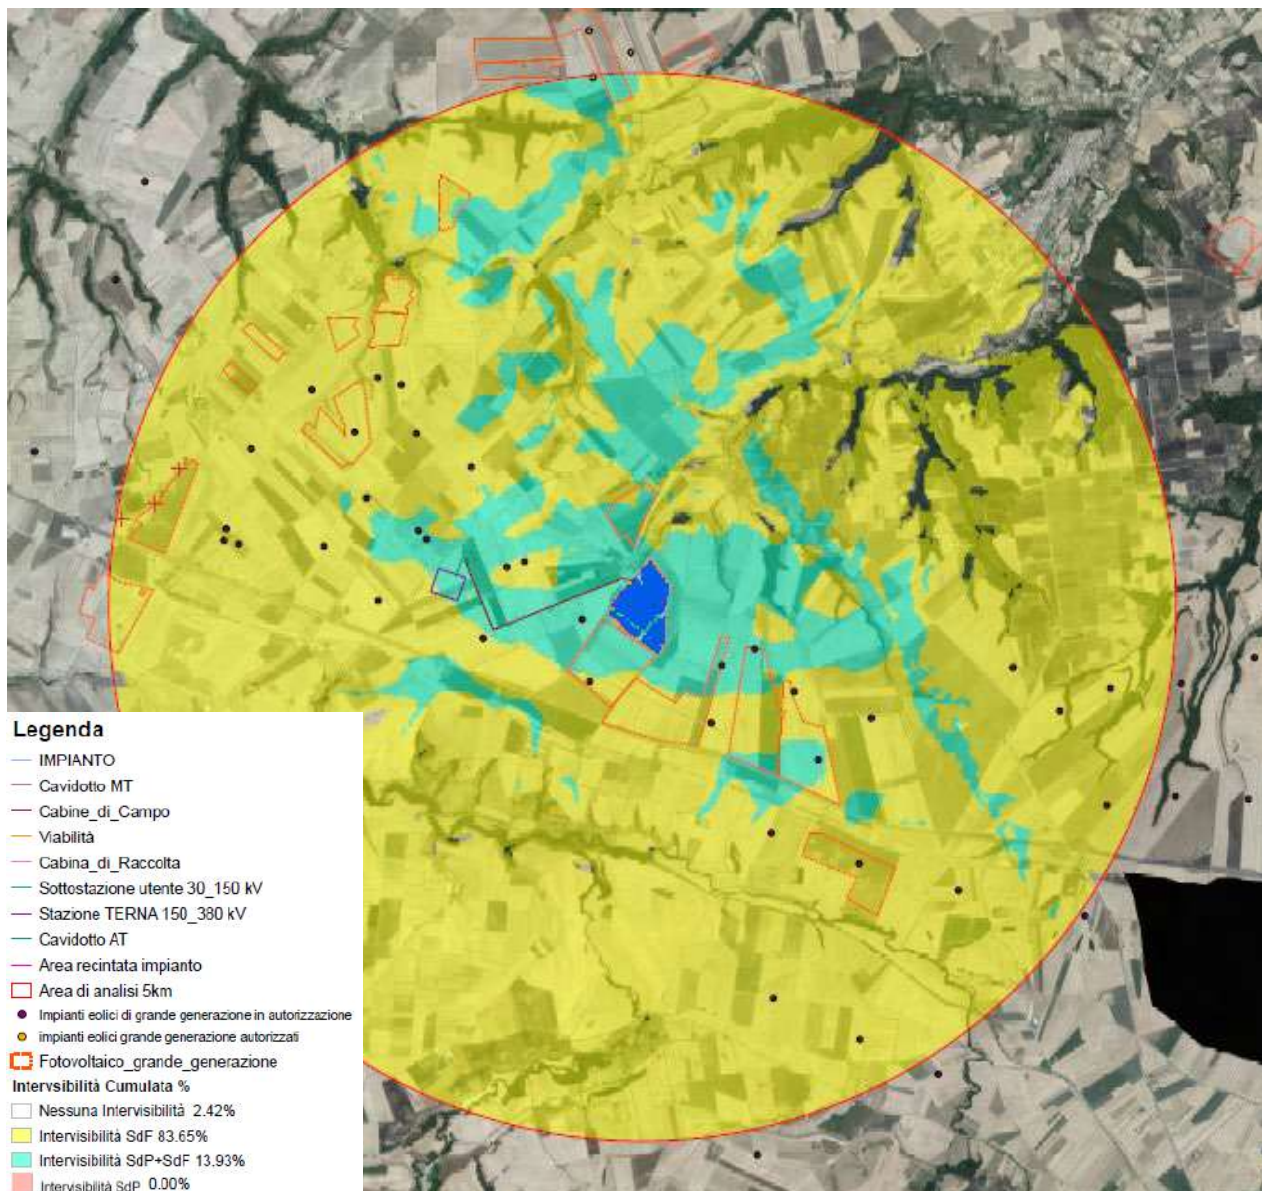 Legenda
IMPIANTO
Cavidotto MT
Cabine_di_Campo
Viabilità
Cabina_di_Raccolta
Sottostazione utente 30_150 kV
Stazione TERNA 150_380 kV
Cavidotto AT
Area recintata impianto
Area di analisi 5km
Impianti eolici di grande generazione in autorizzazione
impianti eolici grande generazione autorizzati
Fotovoltaico_grande_generazione
Intervsibilità Cumulata %
Nessuna Intervisibilità 2.42%
Intervisibilità SdF 83.65%
Intervisibilità SdP+SdF 13.93%
Intervisibilità SdP 0.00%